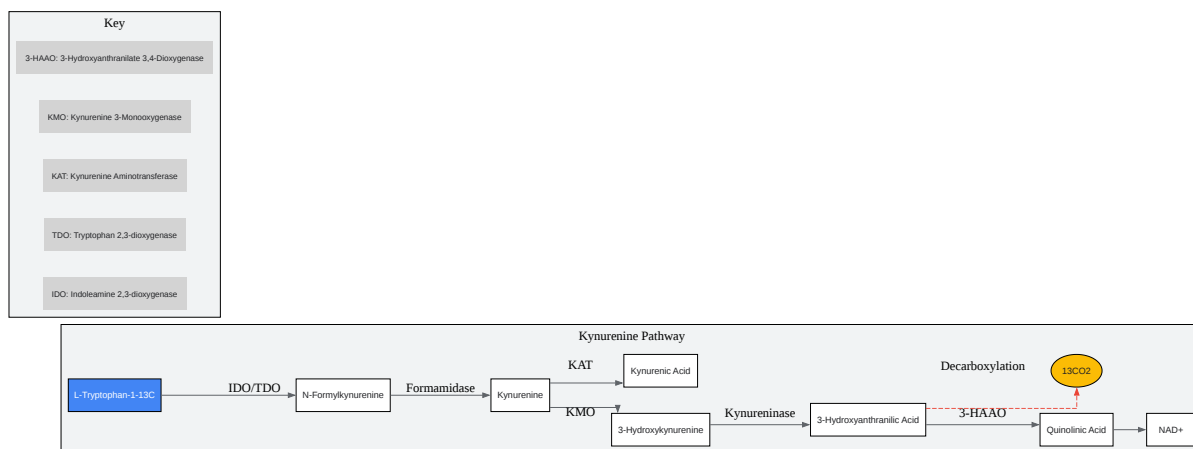 Key
3-HAAO: 3-Hydroxyanthranilate 3,4-Dioxygenase
KMO: Kynurenine 3-Monooxygenase
KAT: Kynurenine Aminotransferase
TDO: Tryptophan 2,3-dioxygenase
IDO: Indoleamine 2,3-dioxygenase
Kynurenine Pathway
L-Tryptophan-1-13C
IDO/TDO
N-Formylkynurenine
Formamidase
Kynurenine
KAT
Kynurenic Acid
KMO
3-Hydroxykynurenine
Kynureninase
3-Hydroxyanthranilic Acid
Decarboxylation
13CO2
3-HAAO
Quinolinic Acid
NAD+